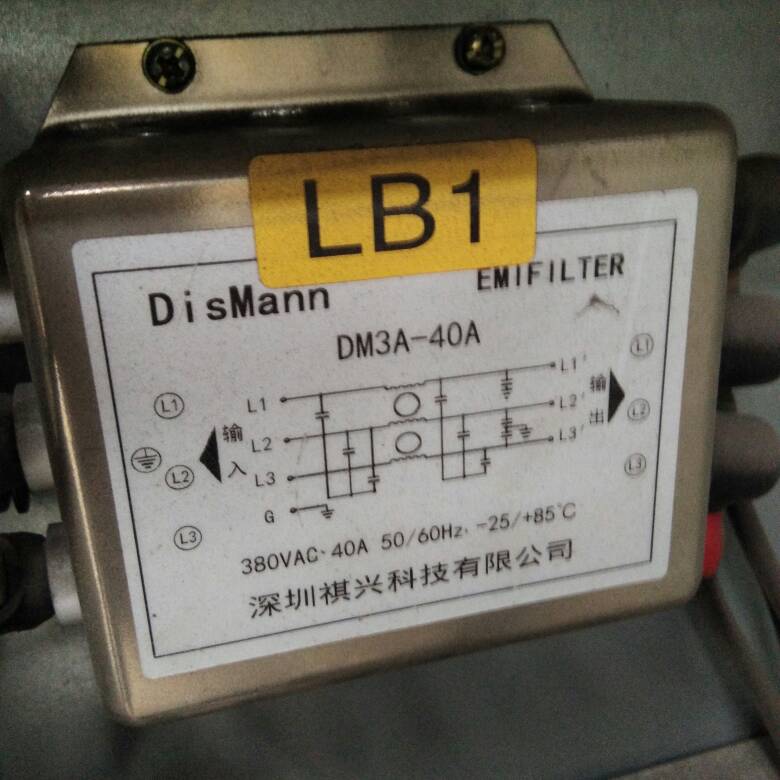 LB1
DisMann
EMIFILTER
DM3A-40A
L1
L1
L1'
输
L1
输
L2
L2'
出
L2
L2
入
L3
L3'
L3
G
L3
380VAC、40A 50/60Hz、-25/+85℃
深圳祺兴科技有限公司